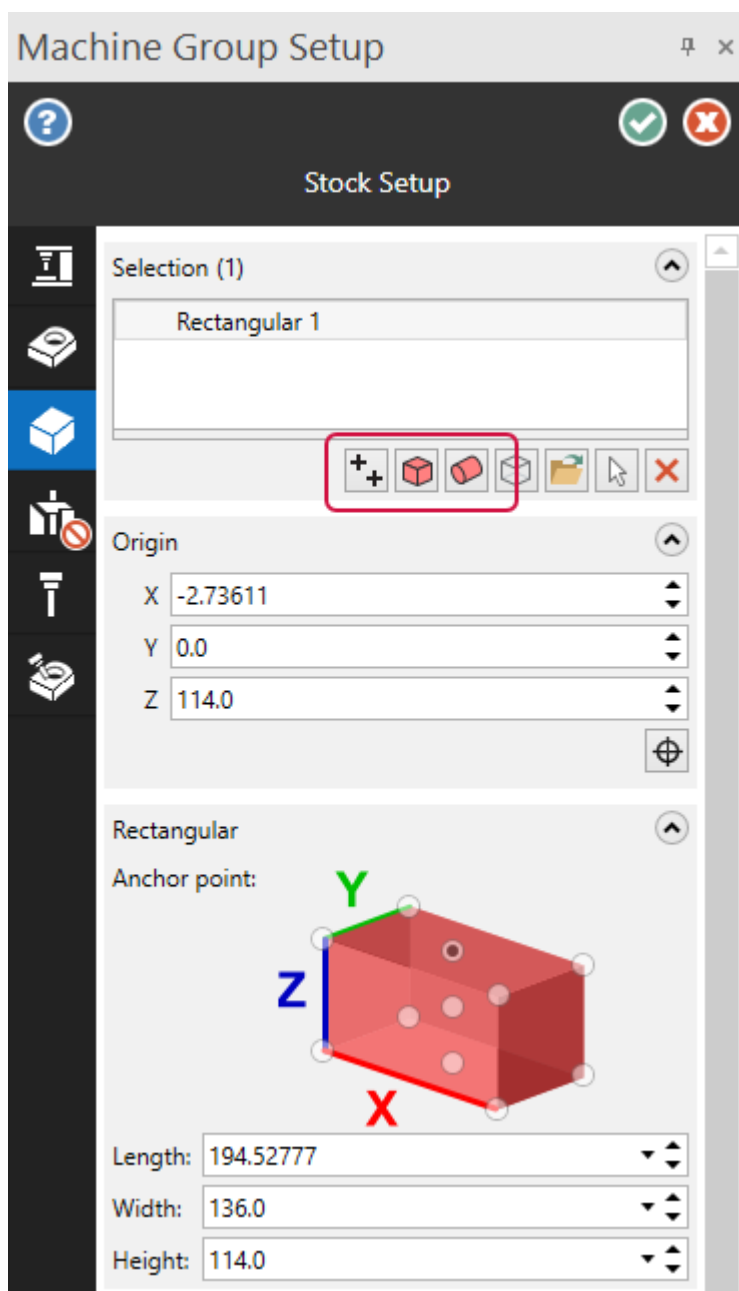 Machine Group Setup
?
Stock Setup
Selection (1)
Rectangular 1
Origin
X -2.73611
Y 0.0
Z 114.0
Rectangular
Anchor point:
Y
Z
X
Length: 194.52777
Width: 136.0
Height: 114.0